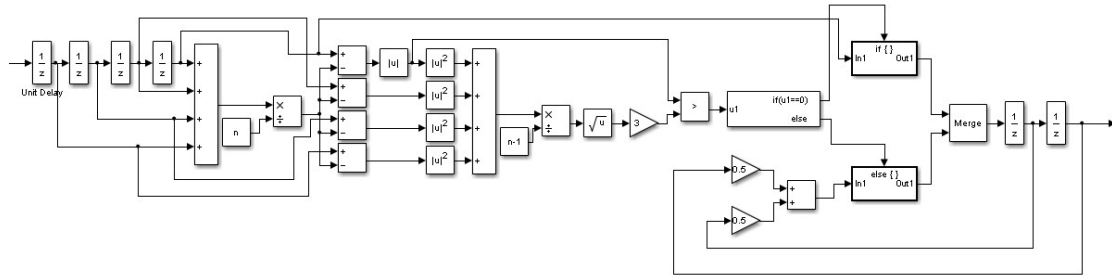 1
z
1
z
1
z
1
z
Unit Delay
+
+
+
+
n
×
÷
+
−
+
−
+
−
+
−
|u|
|u|²
|u|²
|u|²
|u|²
+
+
+
+
n-1
×
÷
√u
3
>
u1
if(u1==0)
else
if { }
In1
Out1
else { }
In1
Out1
0.5
0.5
+
+
Merge
1
z
1
z